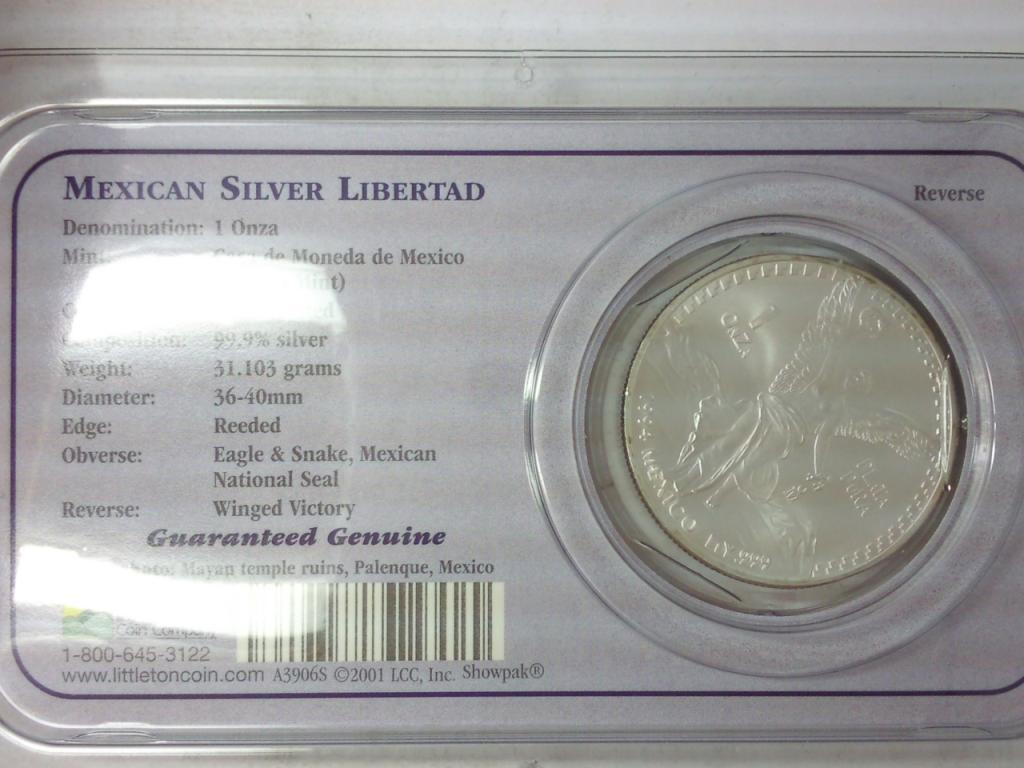 MEXICAN SILVER LIBERTAD
Reverse
Denomination: 1 Onza
de Moneda de Mexico
Composition: 99.9% silver
Weight: 31.103 grams
Diameter: 36-40mm
Edge: Reeded
Obverse: Eagle & Snake, Mexican
National Seal
Reverse: Winged Victory
Guaranteed Genuine
Mayan temple ruins, Palenque, Mexico
Coin Company
1-800-645-3122
www.littletoncoin.com A3906S ©2001 LCC, Inc. Showpak®
1
ONZA
MEXICO
PLATA
PURA